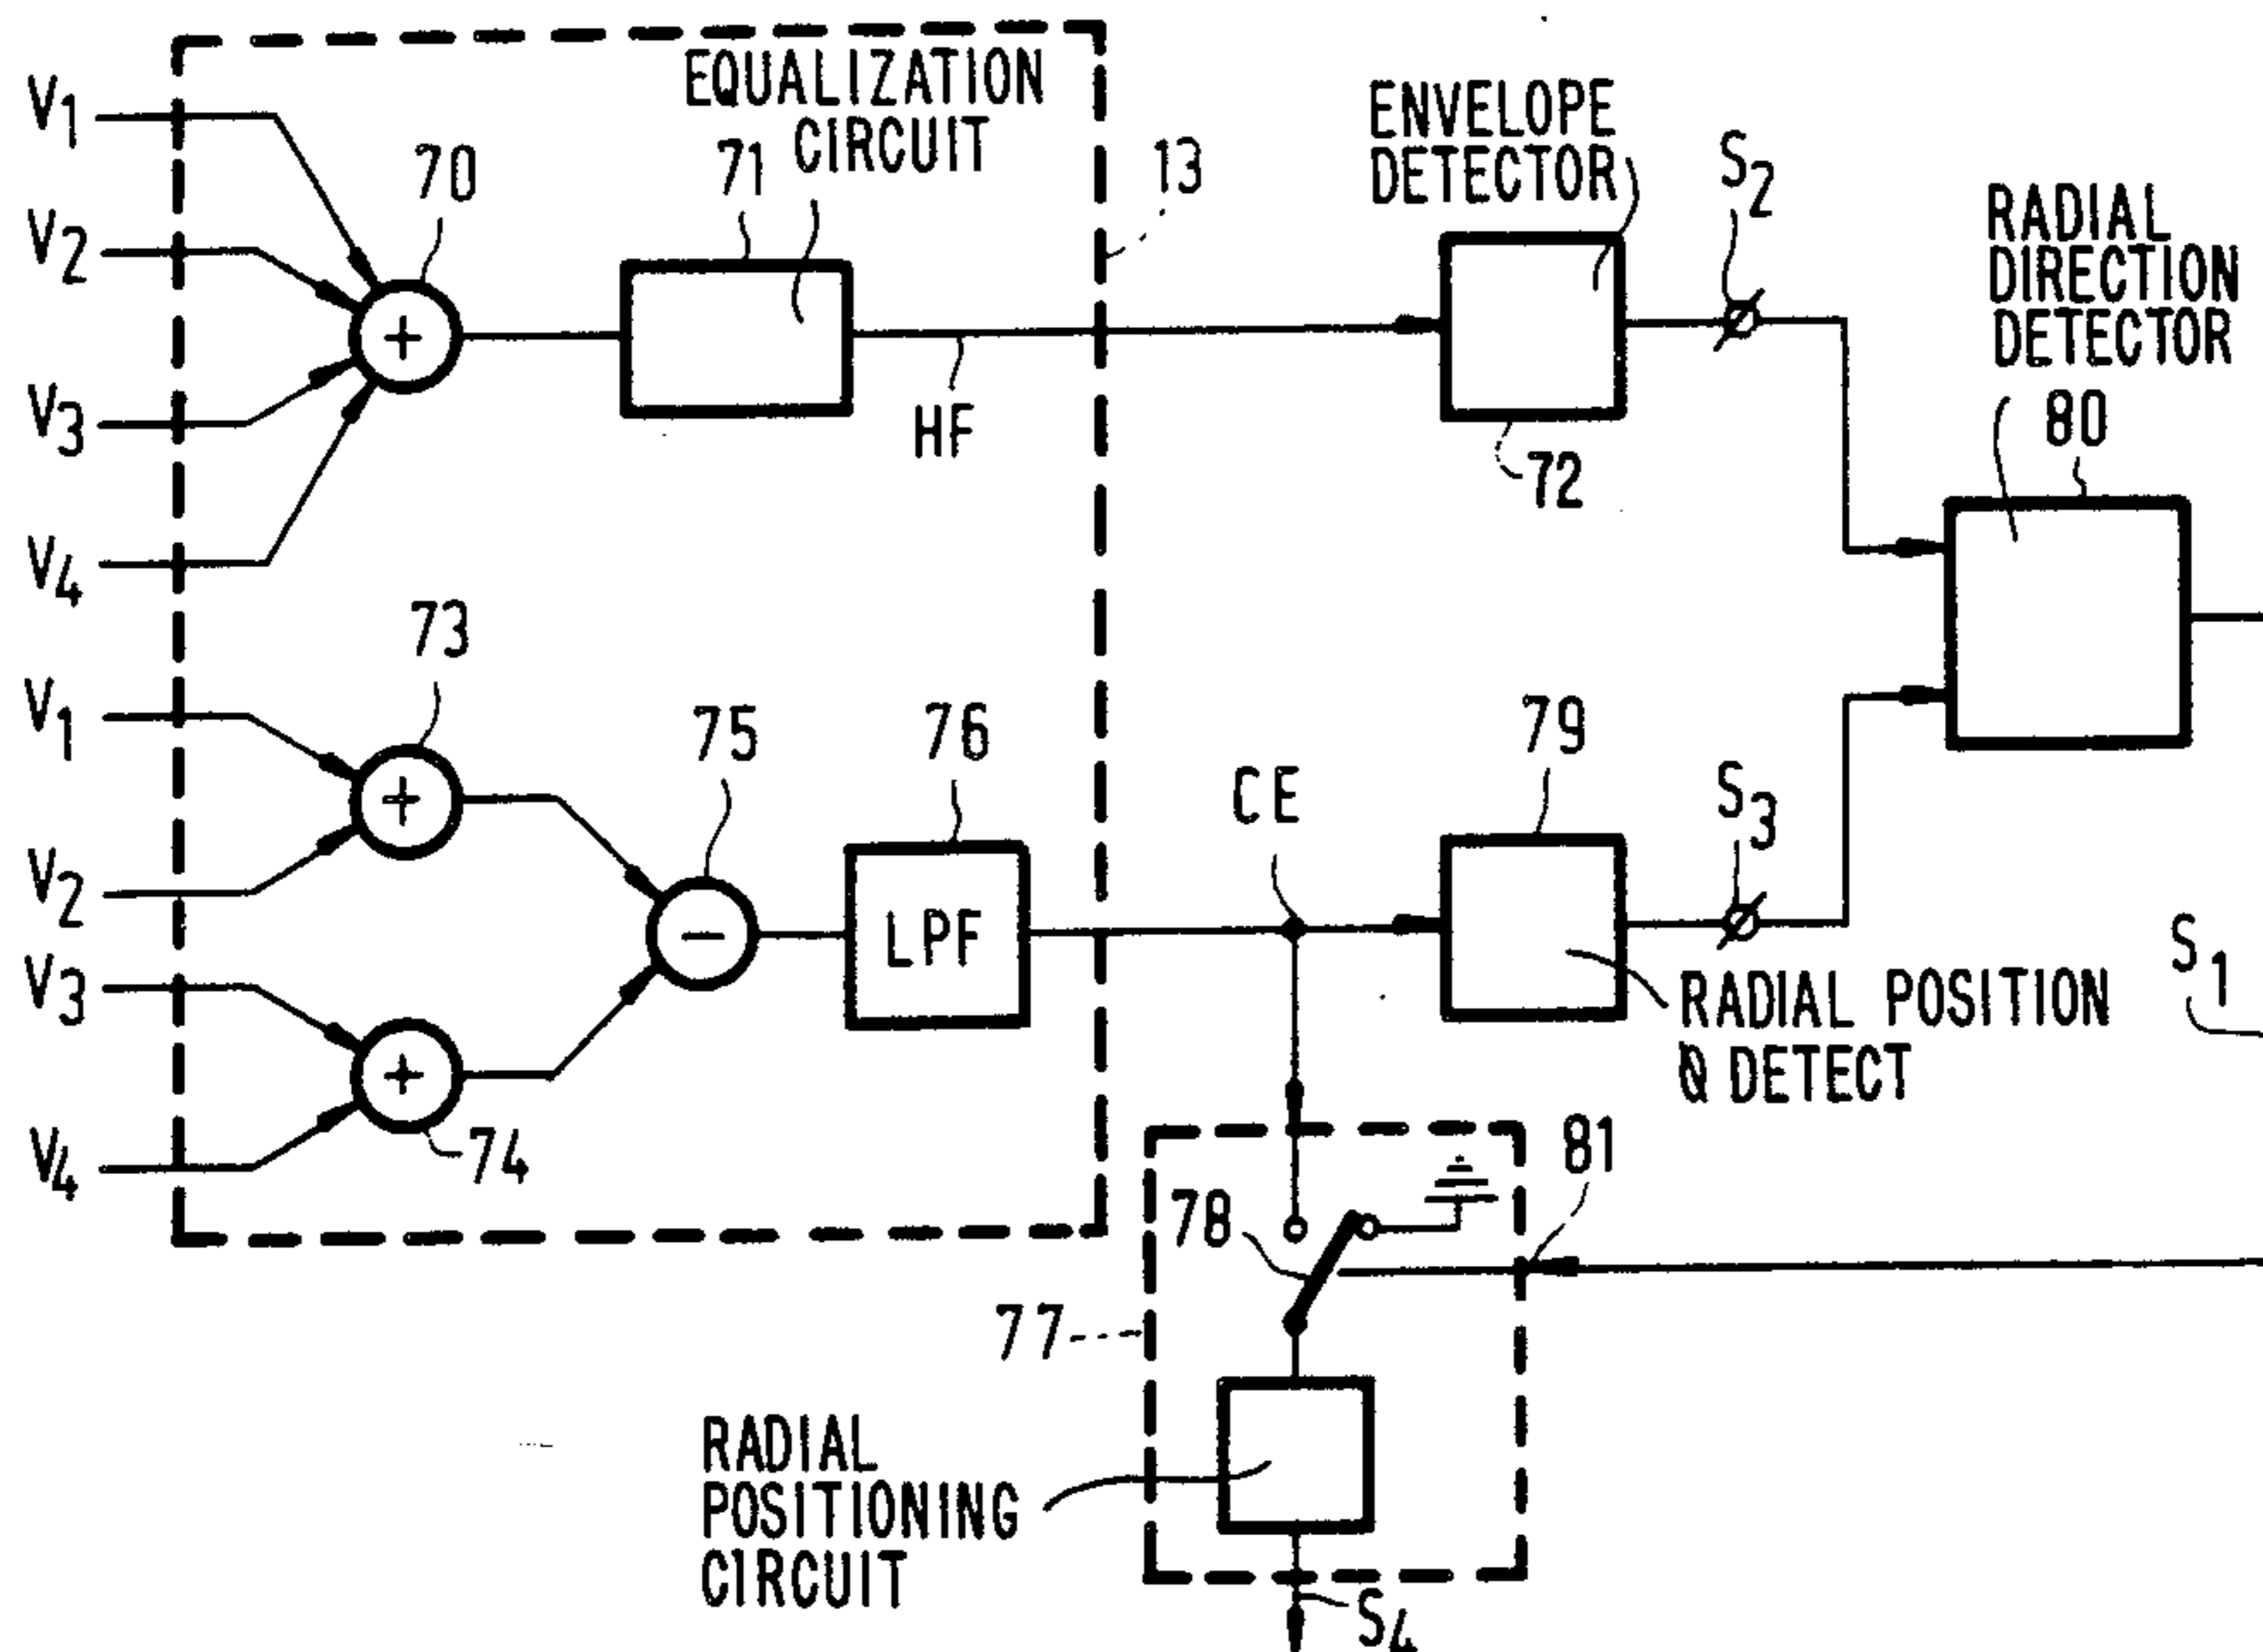 EQUALIZATION
CIRCUIT
71
V1
70
13
ENVELOPE
DETECTOR
S2
RADIAL
DIRECTION
DETECTOR
V2
V3
HF
72
80
V4
73
V1
75
76
79
CE
S3
V2
LPF
V3
RADIAL POSITION
DETECT
S1
V4
74
81
78
77
RADIAL
POSITIONING
CIRCUIT
S4
+
+
-
+